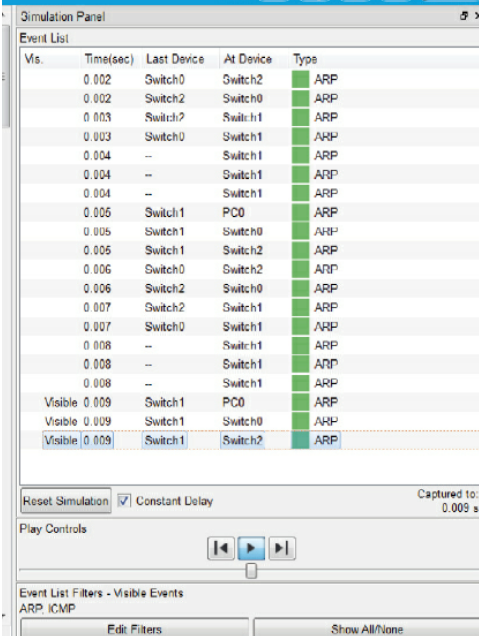 Simulation Panel
Event List
Vis. Time(sec) Last Device At Device Type
0.002 Switch0 Switch2 ARP
0.002 Switch2 Switch0 ARP
0.003 Switch2 Switch1 ARP
0.003 Switch0 Switch1 ARP
0.004 -- Switch1 ARP
0.004 -- Switch1 ARP
0.004 -- Switch1 ARP
0.005 Switch1 PC0 ARP
0.005 Switch1 Switch0 ARP
0.005 Switch1 Switch2 ARP
0.006 Switch0 Switch2 ARP
0.006 Switch2 Switch0 ARP
0.007 Switch2 Switch1 ARP
0.007 Switch0 Switch1 ARP
0.008 -- Switch1 ARP
0.008 -- Switch1 ARP
0.008 -- Switch1 ARP
Visible 0.009 Switch1 PC0 ARP
Visible 0.009 Switch1 Switch0 ARP
Visible 0.009 Switch1 Switch2 ARP
Reset Simulation Constant Delay Captured to:
0.009 s
Play Controls
Event List Filters - Visible Events
ARP, ICMP
Edit Filters Show All/None